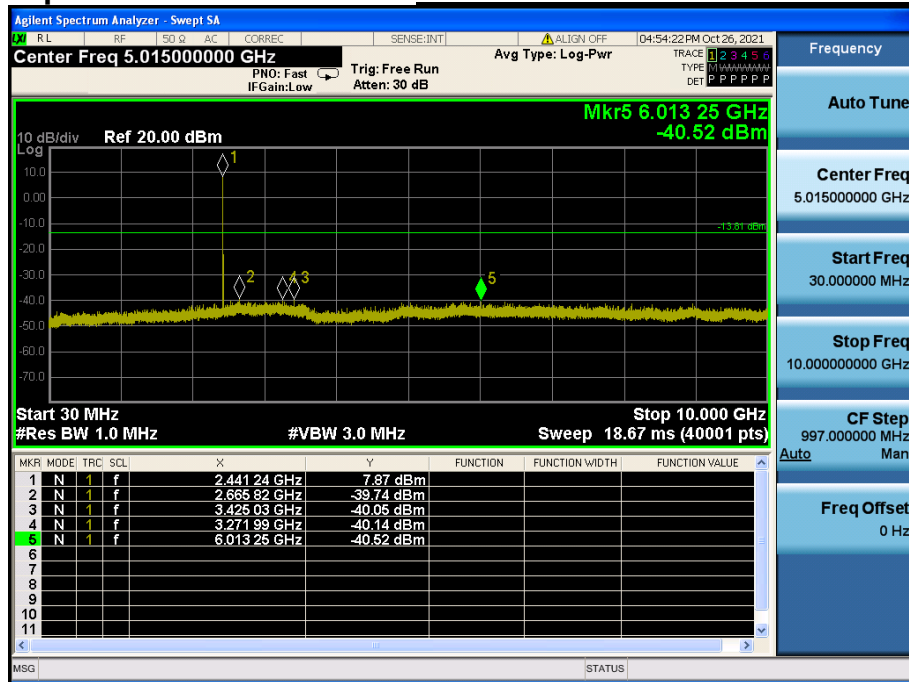 Agilent Spectrum Analyzer - Swept SA
LXI RL RF 50 Ω AC CORREC SENSE:INT ALIGN OFF 04:54:22 PM Oct 26, 2021
Center Freq 5.015000000 GHz
PNO: Fast
IFGain:Low
Trig: Free Run
Atten: 30 dB
Avg Type: Log-Pwr
TRACE 1 2 3 4 5 6
TYPE M
DET P P P P P P
Mkr5 6.013 25 GHz
-40.52 dBm
10 dB/div Ref 20.00 dBm
Log
10.0
0.00
-10.0
-20.0
-30.0
-40.0
-50.0
-60.0
-70.0
1
-13.81 dBm
2
4 3
5
Start 30 MHz Stop 10.000 GHz
#Res BW 1.0 MHz #VBW 3.0 MHz Sweep 18.67 ms (40001 pts)
MKR MODE TRC SCL X Y FUNCTION FUNCTION WIDTH FUNCTION VALUE
1 N 1 f 2.441 24 GHz 7.87 dBm
2 N 1 f 2.665 82 GHz -39.74 dBm
3 N 1 f 3.425 03 GHz -40.05 dBm
4 N 1 f 3.271 99 GHz -40.14 dBm
5 N 1 f 6.013 25 GHz -40.52 dBm
6
7
8
9
10
11
MSG STATUS
Frequency
Auto Tune
Center Freq
5.015000000 GHz
Start Freq
30.000000 MHz
Stop Freq
10.000000000 GHz
CF Step
997.000000 MHz
Auto Man
Freq Offset
0 Hz